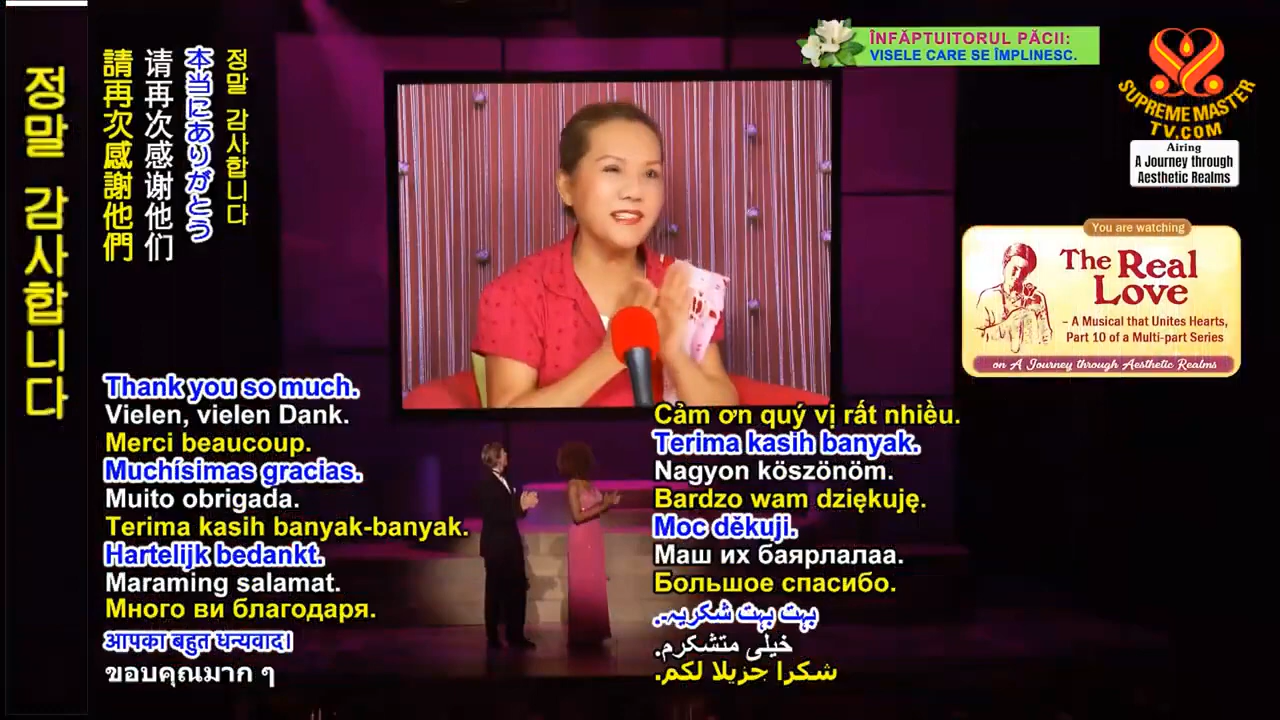 정말 감사합니다
請再次感謝他們
请再次感谢他们
本当にありがとう
정말 감사합니다
ÎNFĂPTUITORUL PĂCII:
VISELE CARE SE ÎMPLINESC.
SUPREME MASTER
TV.COM
Airing
A Journey through
Aesthetic Realms
You are watching
The Real
Love
– A Musical that Unites Hearts,
Part 10 of a Multi-part Series
on A Journey through Aesthetic Realms
Thank you so much.
Vielen, vielen Dank.
Merci beaucoup.
Muchísimas gracias.
Muito obrigada.
Terima kasih banyak-banyak.
Hartelijk bedankt.
Maraming salamat.
Много ви благодаря.
आपका बहुत धन्यवाद।
ขอบคุณมาก ๆ
Cảm ơn quý vị rất nhiều.
Terima kasih banyak.
Nagyon köszönöm.
Bardzo wam dziękuję.
Moc děkuji.
Маш их баярлалаа.
Большое спасибо.
بہت بہت شکریہ-.
خیلی متشکرم.
شكرا جزيلا لكم.